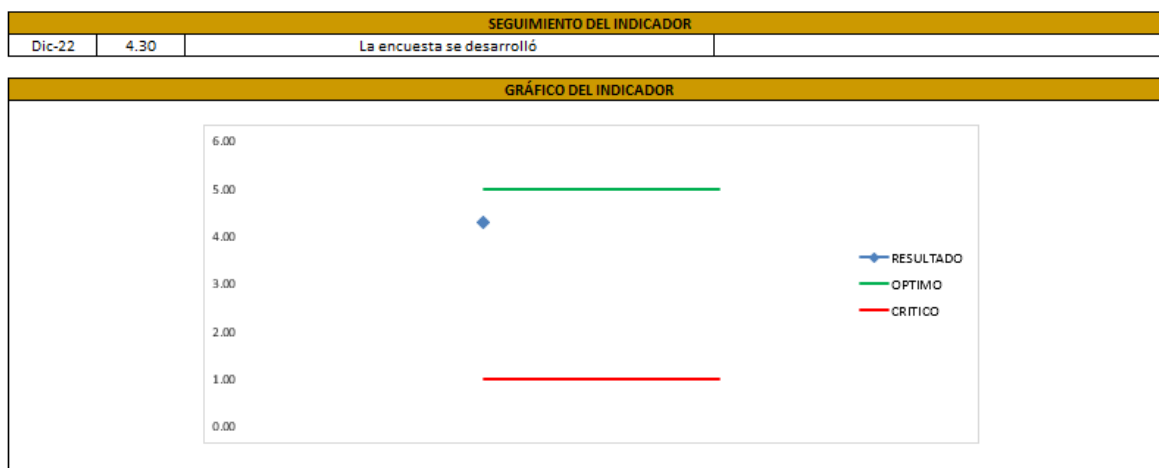 SEGUIMIENTO DEL INDICADOR
Dic-22 4.30 La encuesta se desarrolló
GRÁFICO DEL INDICADOR
6.00
5.00
4.00
3.00
2.00
1.00
0.00
RESULTADO
OPTIMO
CRITICO